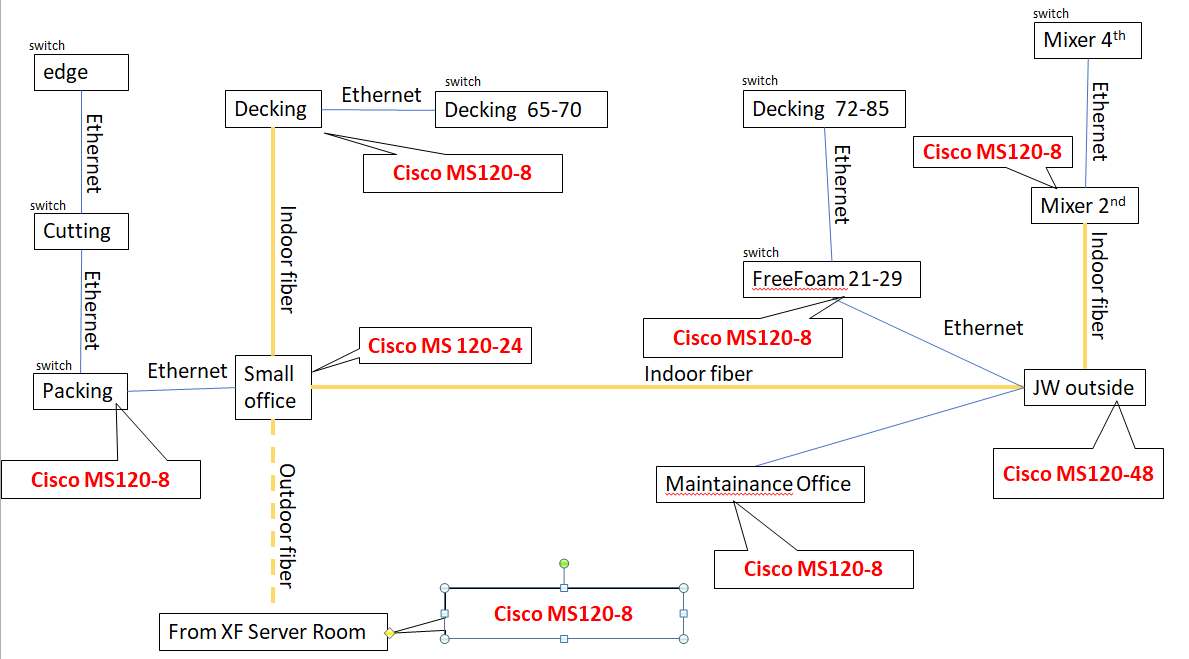 switch
Mixer 4th
switch
edge
switch
Decking 65-70
switch
Decking 72-85
Decking
Ethernet
Ethernet
Ethernet
Ethernet
Cisco MS120-8
Cisco MS120-8
switch
Cutting
Mixer 2nd
Indoor fiber
Indoor fiber
switch
FreeFoam 21-29
Ethernet
Cisco MS120-8
Ethernet
Cisco MS 120-24
switch
Packing
Ethernet
Small
office
Indoor fiber
JW outside
Cisco MS120-8
Outdoor fiber
Maintainance Office
Cisco MS120-48
Cisco MS120-8
Cisco MS120-8
From XF Server Room